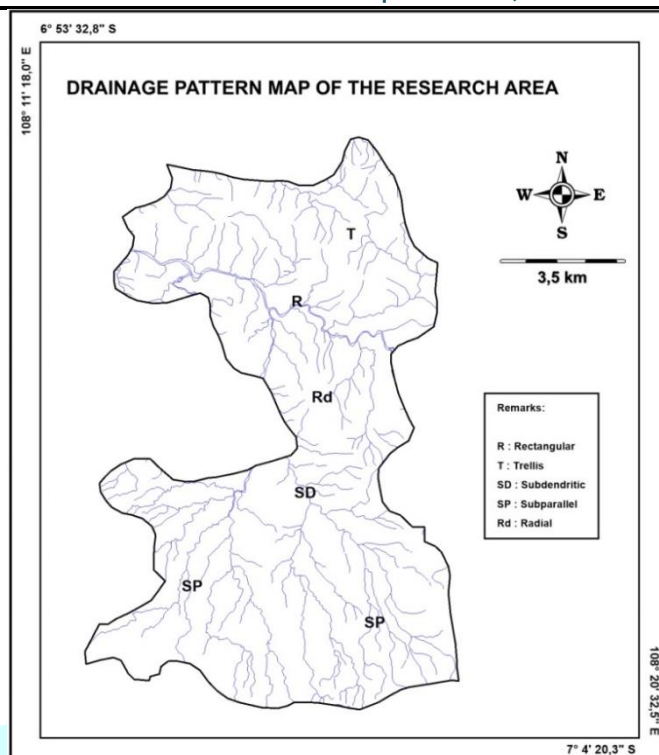 6° 53' 32,8" S
108° 11' 18,0" E
DRAINAGE PATTERN MAP OF THE RESEARCH AREA
N
W E
S
3,5 km
T
R
Rd
Remarks:
R : Rectangular
T : Trellis
SD : Subdendritic
SP : Subparallel
Rd : Radial
SD
SP
SP
108° 20' 32,5" E
7° 4' 20,3" S